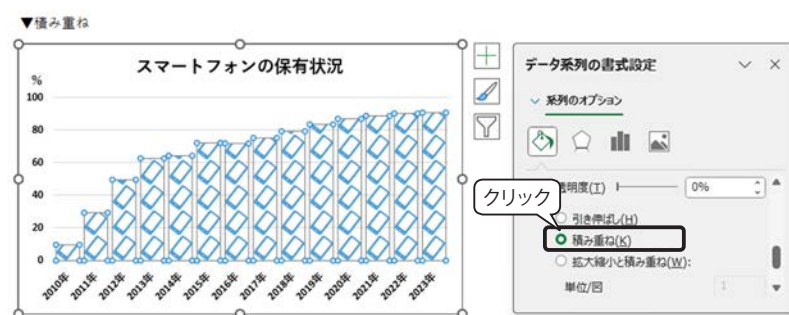 ▼積み重ね
スマートフォンの保有状況
%
100
80
60
40
20
0
2010年
2011年
2012年
2013年
2014年
2015年
2016年
2017年
2018年
2019年
2020年
2021年
2022年
2023年
データ系列の書式設定
系列のオプション
透明度(T)
0%
クリック
引き伸ばし(H)
積み重ね(K)
拡大縮小と積み重ね(W):
単位/図
1